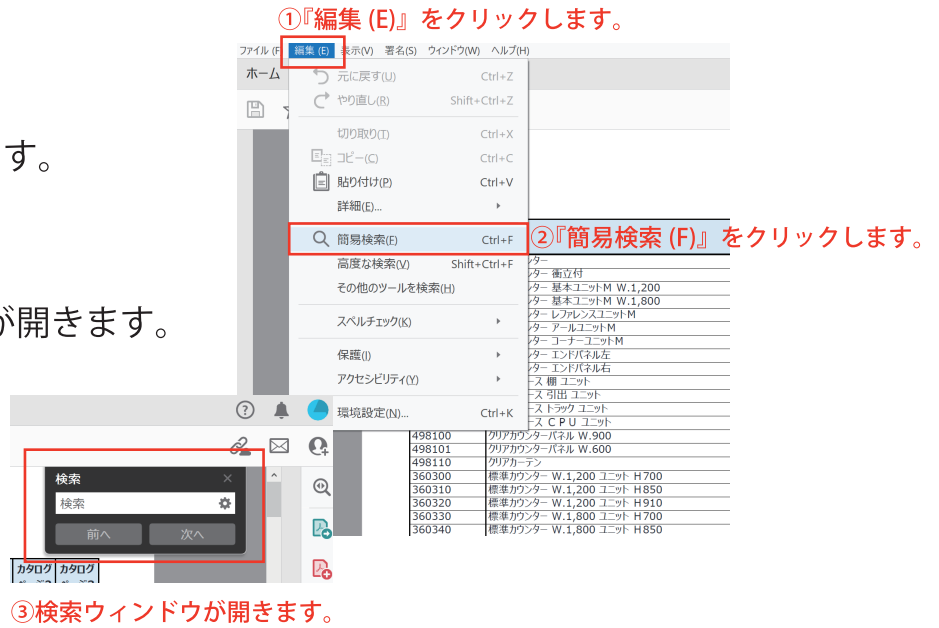 ①『編集 (E)』をクリックします。
ファイル (F 編集 (E) 表示(V) 署名(S) ウィンドウ(W) ヘルプ(H)
ホーム
元に戻す(U) Ctrl+Z
やり直し(R) Shift+Ctrl+Z
切り取り(T) Ctrl+X
コピー(C) Ctrl+C
貼り付け(P) Ctrl+V
詳細(E)...
簡易検索(F) Ctrl+F
高度な検索(V) Shift+Ctrl+F
その他のツールを検索(H)
スペルチェック(K)
保護(I)
アクセシビリティ(Y)
環境設定(N)... Ctrl+K
②『簡易検索 (F)』をクリックします。
す。
が開きます。
ンター
ンター 衝立付
ンター 基本ユニットM W.1,200
ンター 基本ユニットM W.1,800
ンター レファレンスユニットM
ンター アールユニットM
ンター コーナーユニットM
ンター エンドパネル左
ンター エンドパネル右
ース 棚 ユニット
ース 引出 ユニット
ース トラック ユニット
ース CPU ユニット
498100 クリアカウンターパネル W.900
498101 クリアカウンターパネル W.600
498110 クリアカーテン
360300 標準カウンター W.1,200 ユニット H700
360310 標準カウンター W.1,200 ユニット H850
360320 標準カウンター W.1,200 ユニット H910
360330 標準カウンター W.1,800 ユニット H700
360340 標準カウンター W.1,800 ユニット H850
検索
検索
前へ 次へ
カタログ カタログ
③検索ウィンドウが開きます。